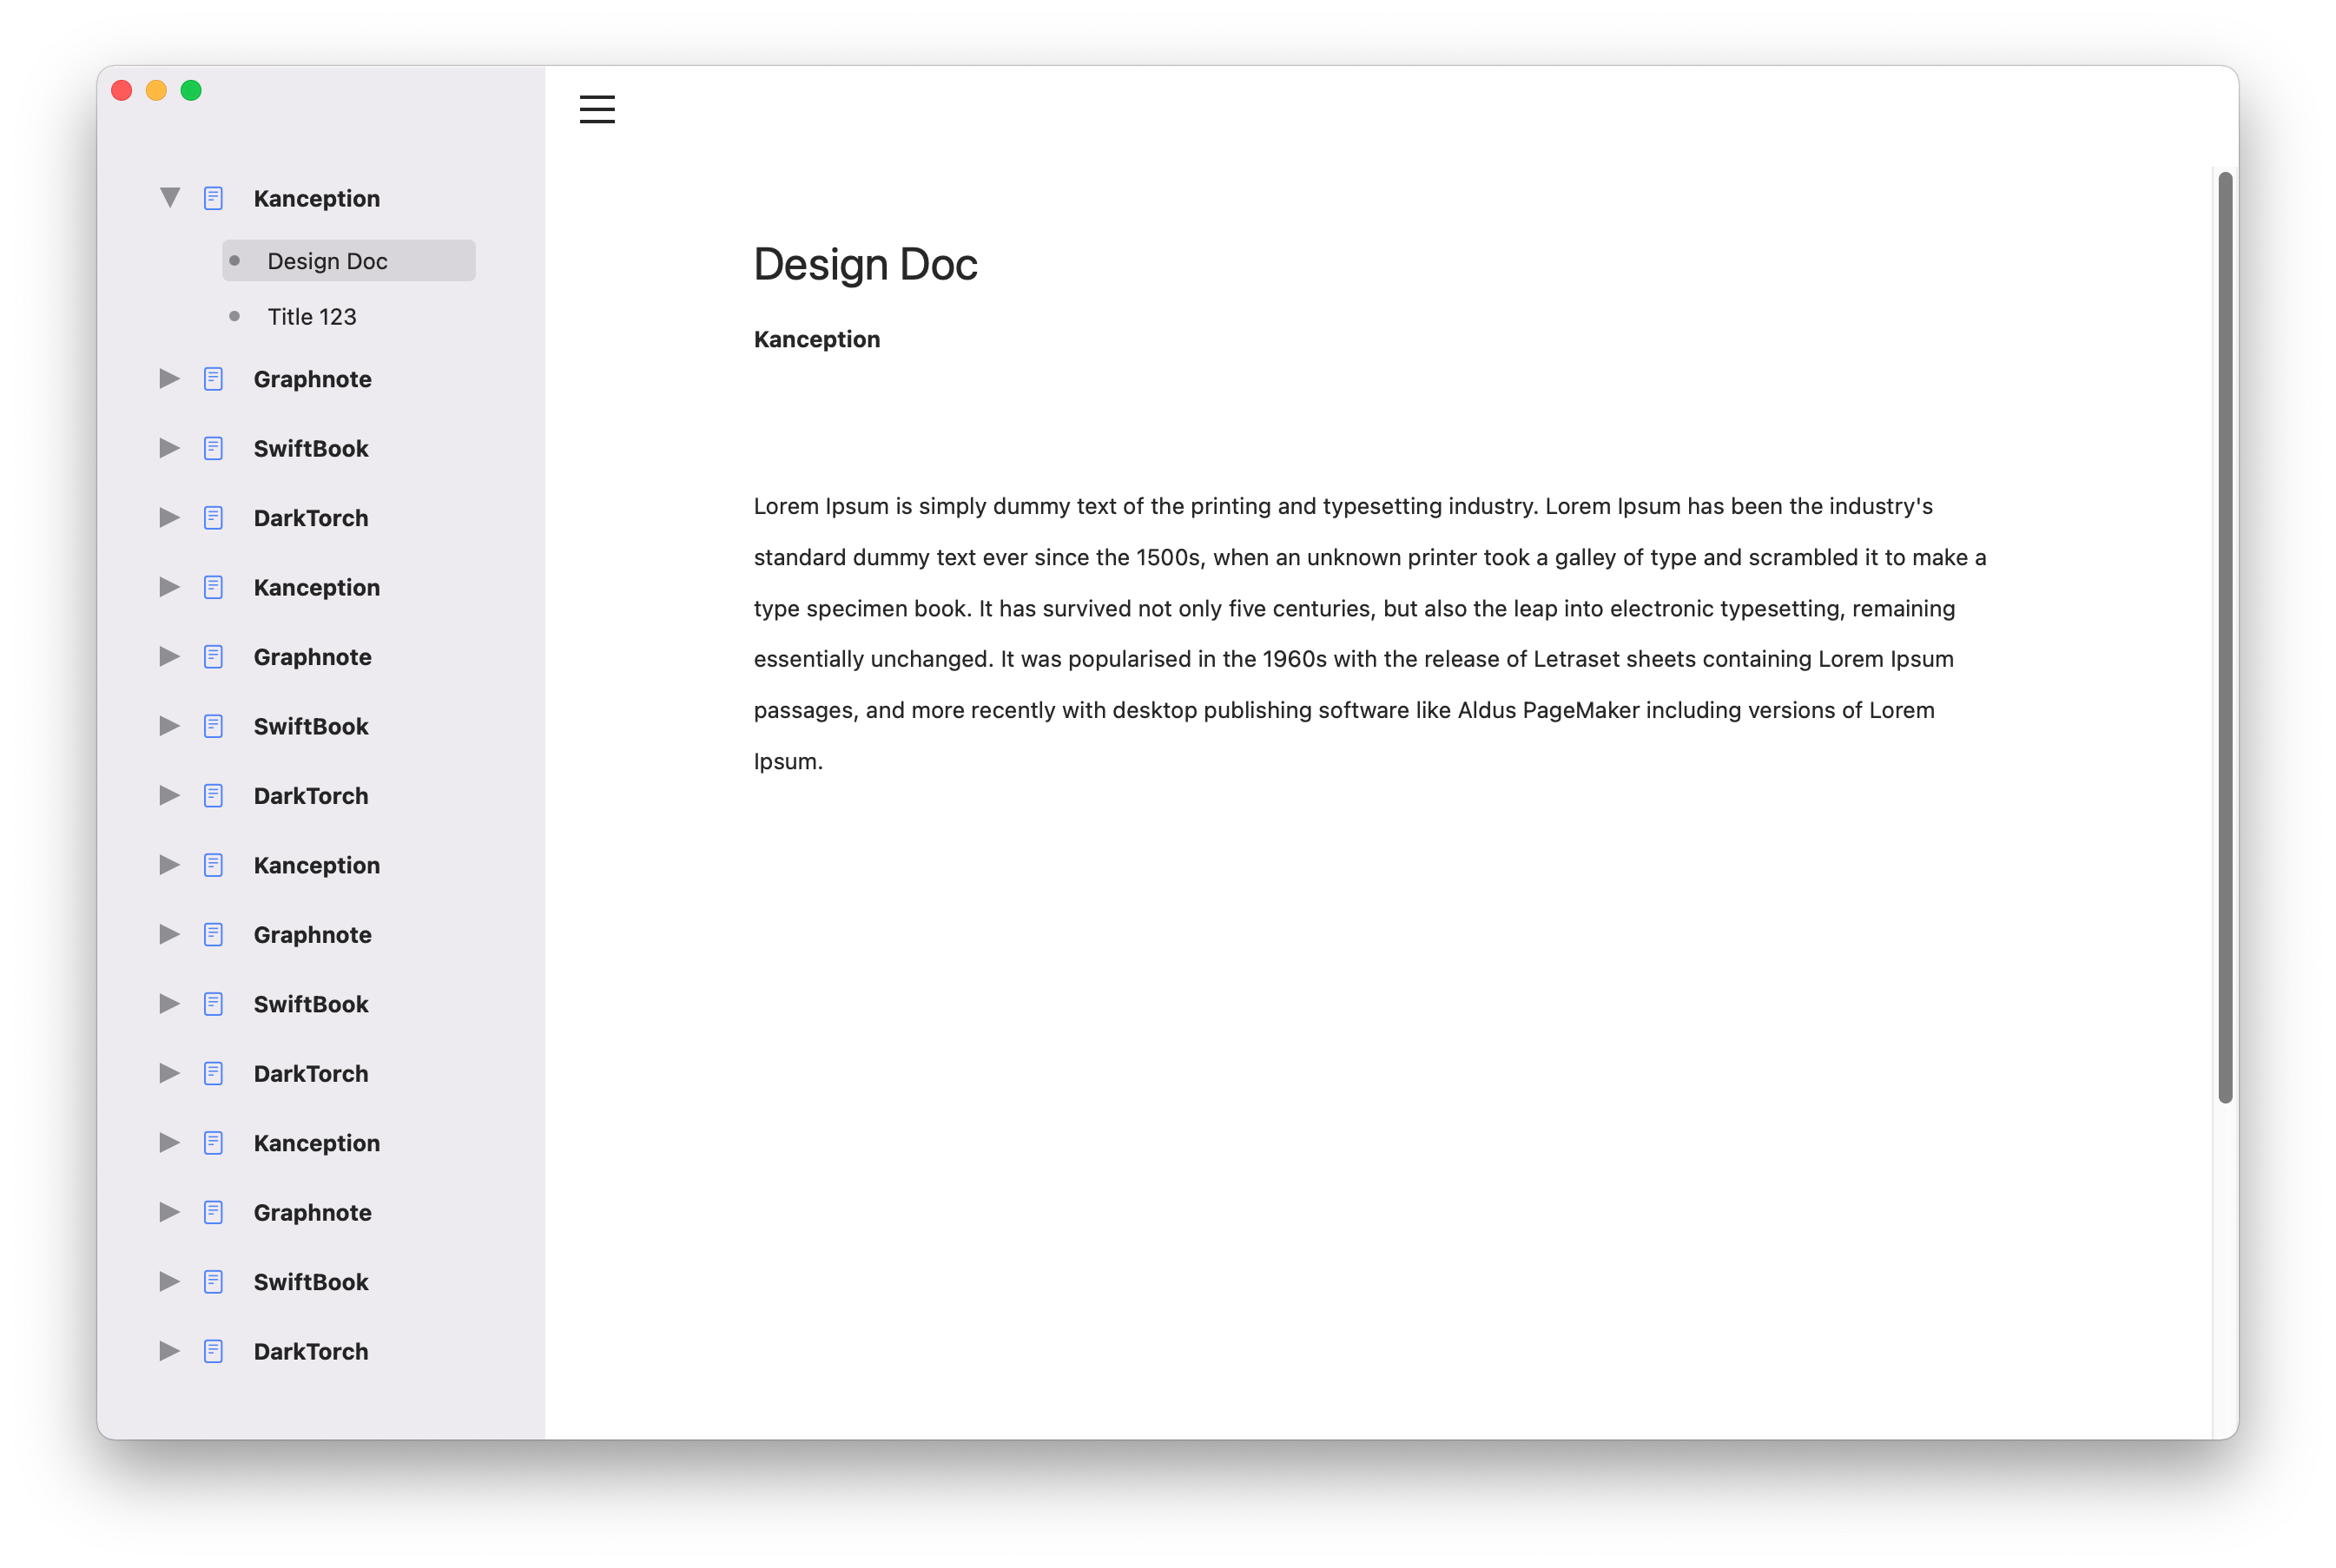 Kanception
Design Doc
Title 123
Graphnote
SwiftBook
DarkTorch
Kanception
Graphnote
SwiftBook
DarkTorch
Kanception
Graphnote
SwiftBook
DarkTorch
Kanception
Graphnote
SwiftBook
DarkTorch
Design Doc
Kanception
Lorem Ipsum is simply dummy text of the printing and typesetting industry. Lorem Ipsum has been the industry's
standard dummy text ever since the 1500s, when an unknown printer took a galley of type and scrambled it to make a
type specimen book. It has survived not only five centuries, but also the leap into electronic typesetting, remaining
essentially unchanged. It was popularised in the 1960s with the release of Letraset sheets containing Lorem Ipsum
passages, and more recently with desktop publishing software like Aldus PageMaker including versions of Lorem
Ipsum.